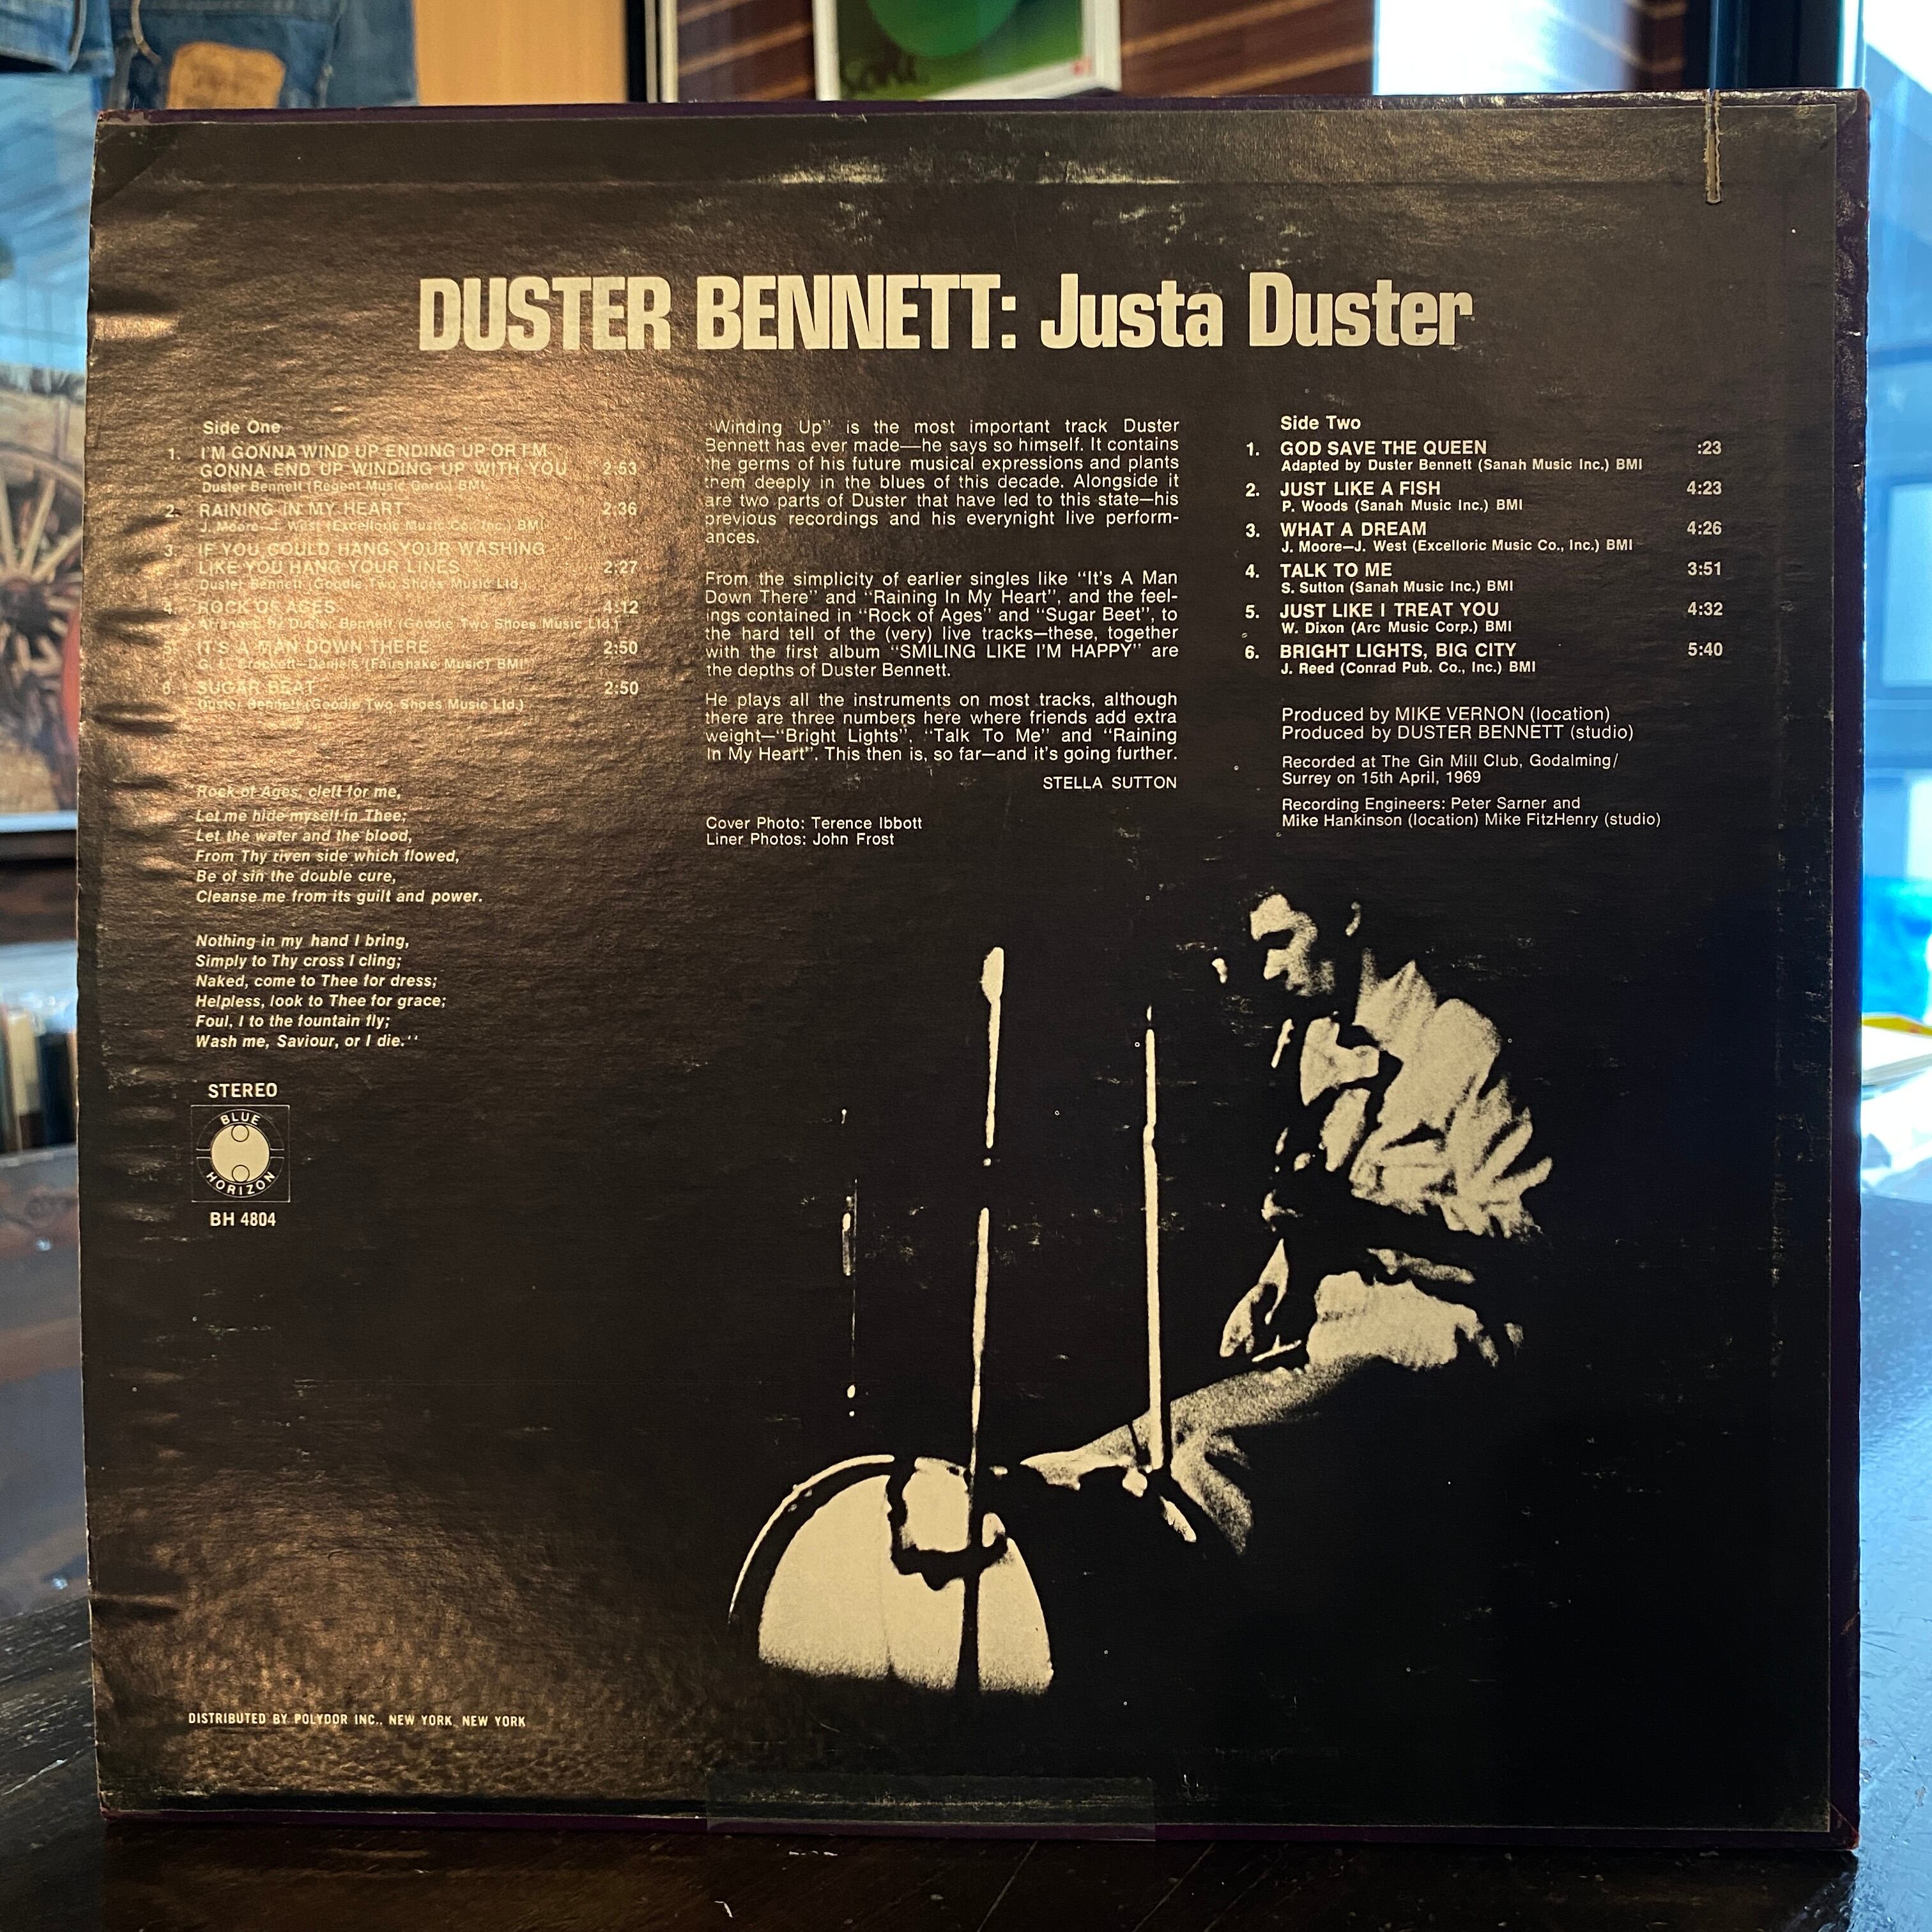 DUSTER BENNETT: Justa Duster
Side One
1. I'M GONNA WIND UP ENDING UP OR I'M
GONNA END UP WINDING UP WITH YOU 2:53
Duster Bennett (Regent Music Corp.) BMI
2. RAINING IN MY HEART 2:36
J. Moore—J. West (Excelloric Music Co., Inc.) BMI
3. IF YOU COULD HANG YOUR WASHING
LIKE YOU HANG YOUR LINES 2:27
Duster Bennett (Goodie Two Shoes Music Ltd.)
4. ROCK OF AGES 4:12
Arranged by Duster Bennett (Goodie Two Shoes Music Ltd.)
5. IT'S A MAN DOWN THERE 2:50
G. L. Crockett—Daniels (Fairshake Music) BMI
6. SUGAR BEAT 2:50
Duster Bennett (Goodie Two Shoes Music Ltd.)
Rock of Ages, cleft for me,
Let me hide myself in Thee;
Let the water and the blood,
From Thy riven side which flowed,
Be of sin the double cure,
Cleanse me from its guilt and power.
Nothing in my hand I bring,
Simply to Thy cross I cling;
Naked, come to Thee for dress;
Helpless, look to Thee for grace;
Foul, I to the fountain fly;
Wash me, Saviour, or I die.''
STEREO
BLUE
HORIZON
BH 4804
DISTRIBUTED BY POLYDOR INC., NEW YORK, NEW YORK
"Winding Up" is the most important track Duster
Bennett has ever made—he says so himself. It contains
the germs of his future musical expressions and plants
them deeply in the blues of this decade. Alongside it
are two parts of Duster that have led to this state—his
previous recordings and his everynight live perform-
ances.
From the simplicity of earlier singles like "It's A Man
Down There" and "Raining In My Heart", and the feel-
ings contained in "Rock of Ages" and "Sugar Beet", to
the hard tell of the (very) live tracks—these, together
with the first album "SMILING LIKE I'M HAPPY" are
the depths of Duster Bennett.
He plays all the instruments on most tracks, although
there are three numbers here where friends add extra
weight—"Bright Lights", "Talk To Me" and "Raining
In My Heart". This then is, so far—and it's going further.
STELLA SUTTON
Cover Photo: Terence Ibbott
Liner Photos: John Frost
Side Two
1. GOD SAVE THE QUEEN :23
Adapted by Duster Bennett (Sanah Music Inc.) BMI
2. JUST LIKE A FISH 4:23
P. Woods (Sanah Music Inc.) BMI
3. WHAT A DREAM 4:26
J. Moore—J. West (Excelloric Music Co., Inc.) BMI
4. TALK TO ME 3:51
S. Sutton (Sanah Music Inc.) BMI
5. JUST LIKE I TREAT YOU 4:32
W. Dixon (Arc Music Corp.) BMI
6. BRIGHT LIGHTS, BIG CITY 5:40
J. Reed (Conrad Pub. Co., Inc.) BMI
Produced by MIKE VERNON (location)
Produced by DUSTER BENNETT (studio)
Recorded at The Gin Mill Club, Godalming/
Surrey on 15th April, 1969
Recording Engineers: Peter Sarner and
Mike Hankinson (location) Mike FitzHenry (studio)